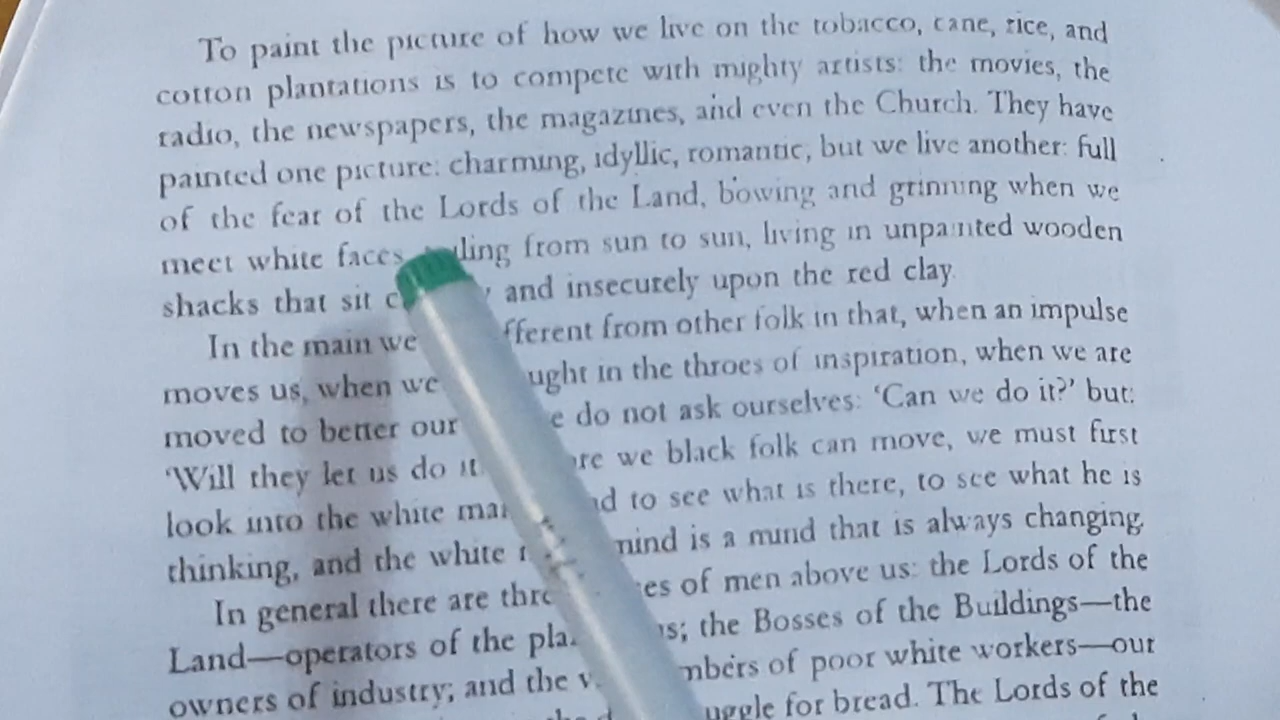 To paint the picture of how we live on the tobacco, cane, rice, and
cotton plantations is to compete with mighty artists: the movies, the
radio, the newspapers, the magazines, and even the Church. They have
painted one picture: charming, idyllic, romantic; but we live another: full
of the fear of the Lords of the Land, bowing and grinning when we
meet white faces from sun to sun, living in unpainted wooden
shacks that sit and insecurely upon the red clay.
In the main we from other folk in that, when an impulse
moves us, when we in the throes of inspiration, when we are
moved to better our do not ask ourselves: ‘Can we do it?’ but:
‘Will they let us do it we black folk can move, we must first
look into the white to see what is there, to see what he is
thinking, and the white mind is a mind that is always changing.
In general there are of men above us: the Lords of the
Land—operators of the the Bosses of the Buildings—the
owners of industry; and the of poor white workers—our
for bread. The Lords of the